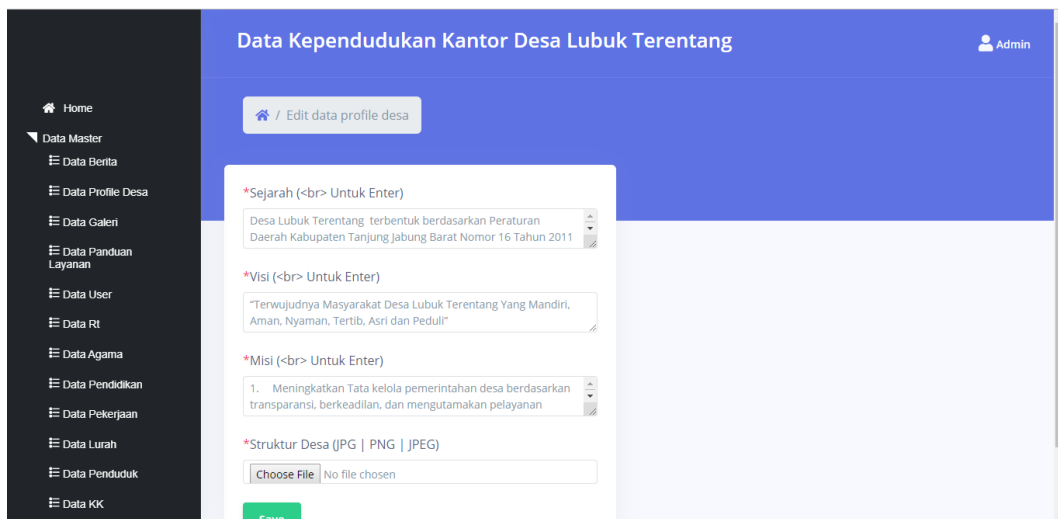 Data Kependudukan Kantor Desa Lubuk Terentang
Admin
Home
Data Master
Data Berita
Data Profile Desa
Data Galeri
Data Panduan
Layanan
Data User
Data Rt
Data Agama
Data Pendidikan
Data Pekerjaan
Data Lurah
Data Penduduk
Data KK
/ Edit data profile desa
*Sejarah (<br> Untuk Enter)
Desa Lubuk Terentang terbentuk berdasarkan Peraturan
Daerah Kabupaten Tanjung Jabung Barat Nomor 16 Tahun 2011
*Visi (<br> Untuk Enter)
"Terwujudnya Masyarakat Desa Lubuk Terentang Yang Mandiri,
Aman, Nyaman, Tertib, Asri dan Peduli"
*Misi (<br> Untuk Enter)
1. Meningkatkan Tata kelola pemerintahan desa berdasarkan
transparansi, berkeadilan, dan mengutamakan pelayanan
*Struktur Desa (JPG | PNG | JPEG)
Choose File No file chosen
Save